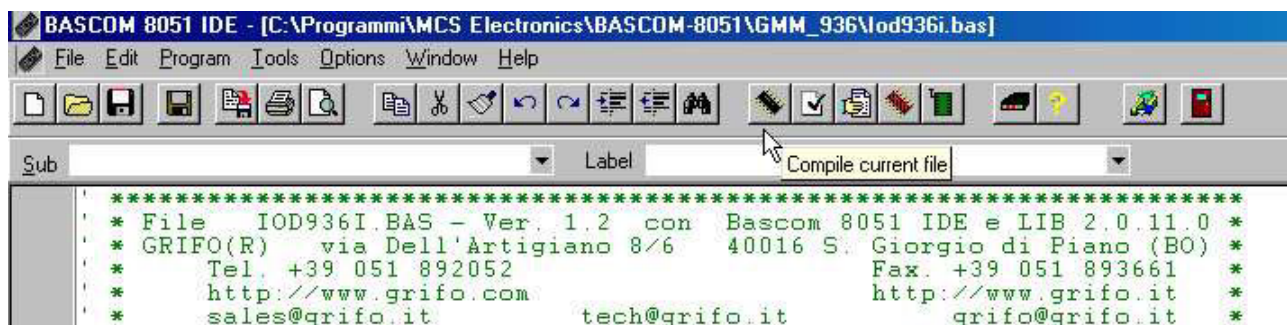 BASCOM 8051 IDE - [C:\Programmi\MCS Electronics\BASCOM-8051\GMM_936\Iod936i.bas]
File Edit Program Tools Options Window Help
Sub Label Compile current file
' *********************************************************************
' * File IOD936I.BAS - Ver. 1.2 con Bascom 8051 IDE e LIB 2.0.11.0 *
' * GRIFO(R) via Dell'Artigiano 8/6 40016 S. Giorgio di Piano (BO) *
' * Tel. +39 051 892052 Fax. +39 051 893661 *
' * http://www.grifo.com http://www.grifo.it *
' * sales@grifo.it tech@grifo.it grifo@grifo.it *